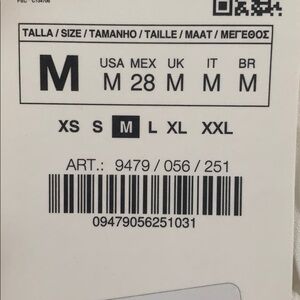 TALLA / SIZE / TAMANHO / TAILLE / MAAT / ΜΕΓΕΘΟΣ
M USA MEX UK IT BR
M 28 M M M
XS S M L XL XXL
ART.: 9479 / 056 / 251
09479056251031